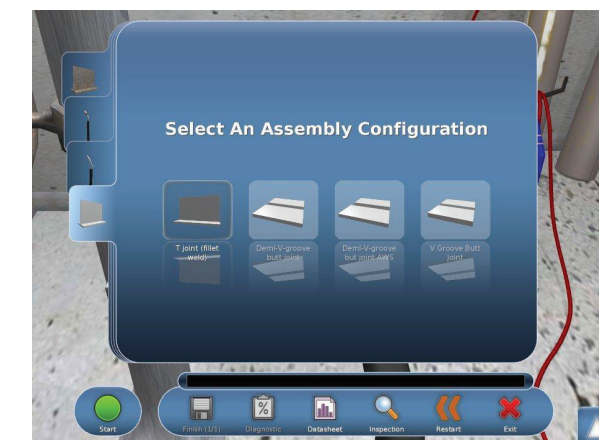 Select An Assembly Configuration
T joint (fillet
weld)
Demi-V-groove
butt joint
Demi-V-groove
but joint AWS
V Groove Butt
Joint
Start
Finish (1/1)
Diagnostic
Datasheet
Inspection
Restart
Exit